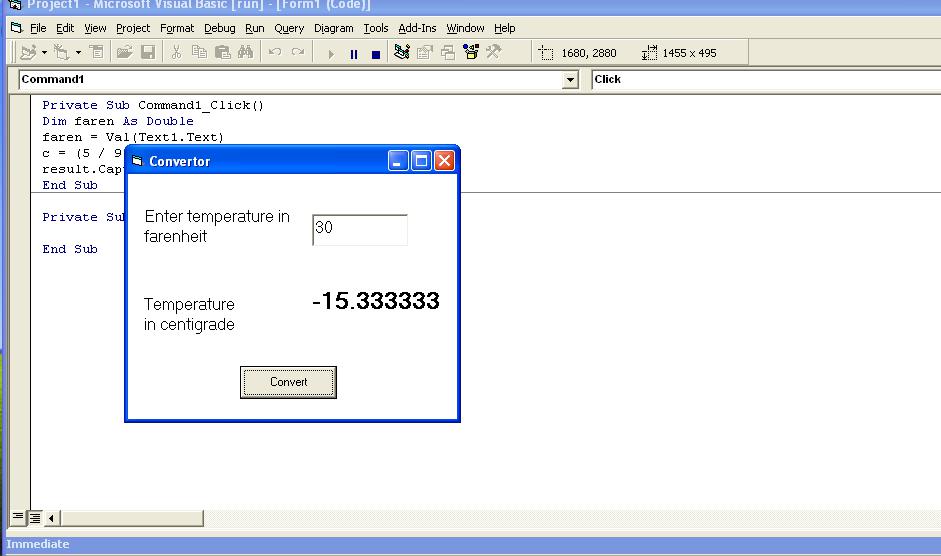 Project1 - Microsoft Visual Basic [run] - [Form1 (Code)]
File Edit View Project Format Debug Run Query Diagram Tools Add-Ins Window Help
1680, 2880 1455 x 495
Command1 Click
Private Sub Command1_Click()
Dim faren As Double
faren = Val(Text1.Text)
c = (5 / 9
result.Cap
End Sub
Private Sub
End Sub
Convertor
Enter temperature in
farenheit
30
Temperature
in centigrade
-15.333333
Convert
Immediate